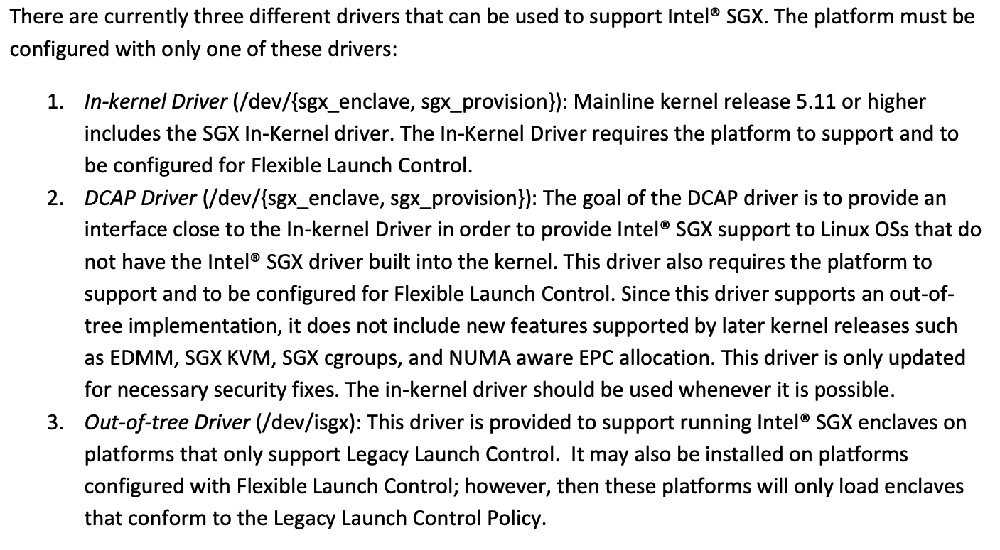 There are currently three different drivers that can be used to support Intel® SGX. The platform must be
configured with only one of these drivers:
1. In-kernel Driver (/dev/{sgx_enclave, sgx_provision}): Mainline kernel release 5.11 or higher
includes the SGX In-Kernel driver. The In-Kernel Driver requires the platform to support and to
be configured for Flexible Launch Control.
2. DCAP Driver (/dev/{sgx_enclave, sgx_provision}): The goal of the DCAP driver is to provide an
interface close to the In-kernel Driver in order to provide Intel® SGX support to Linux OSs that do
not have the Intel® SGX driver built into the kernel. This driver also requires the platform to
support and to be configured for Flexible Launch Control. Since this driver supports an out-of-
tree implementation, it does not include new features supported by later kernel releases such
as EDMM, SGX KVM, SGX cgroups, and NUMA aware EPC allocation. This driver is only updated
for necessary security fixes. The in-kernel driver should be used whenever it is possible.
3. Out-of-tree Driver (/dev/isgx): This driver is provided to support running Intel® SGX enclaves on
platforms that only support Legacy Launch Control.  It may also be installed on platforms
configured with Flexible Launch Control; however, then these platforms will only load enclaves
that conform to the Legacy Launch Control Policy.